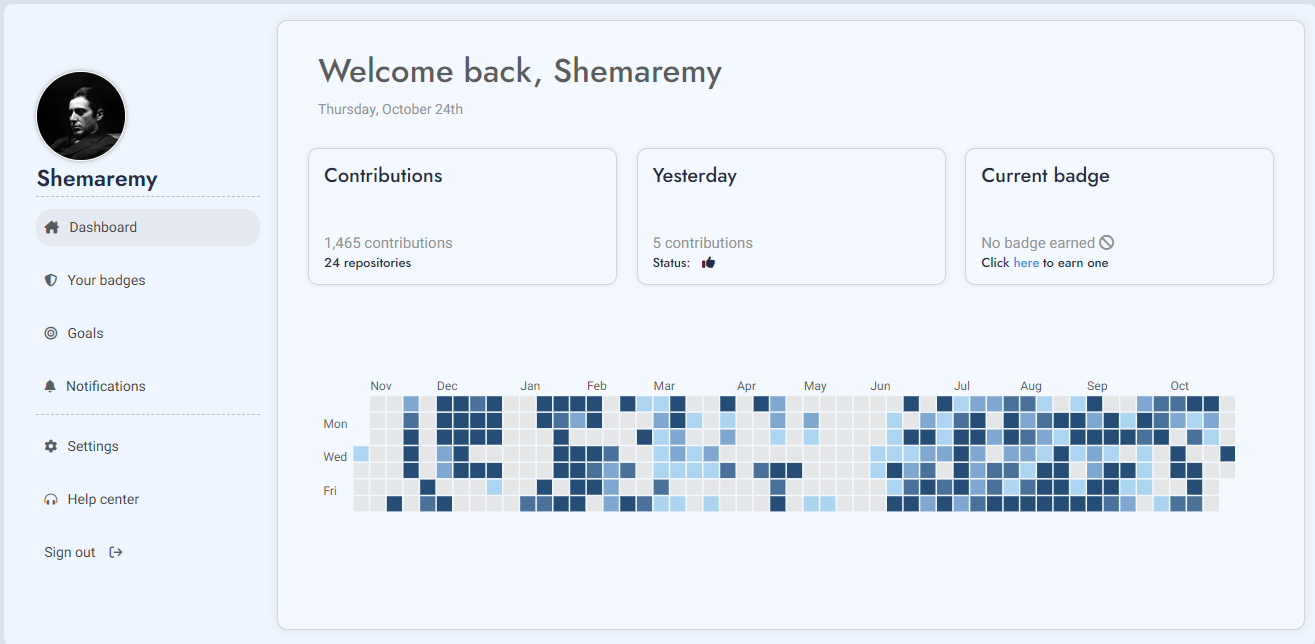 Shemaremy
Dashboard
Your badges
Goals
Notifications
Settings
Help center
Sign out
Welcome back, Shemaremy
Thursday, October 24th
Contributions
1,465 contributions
24 repositories
Yesterday
5 contributions
Status:
Current badge
No badge earned
Click here to earn one
Nov Dec Jan Feb Mar Apr May Jun Jul Aug Sep Oct
Mon
Wed
Fri